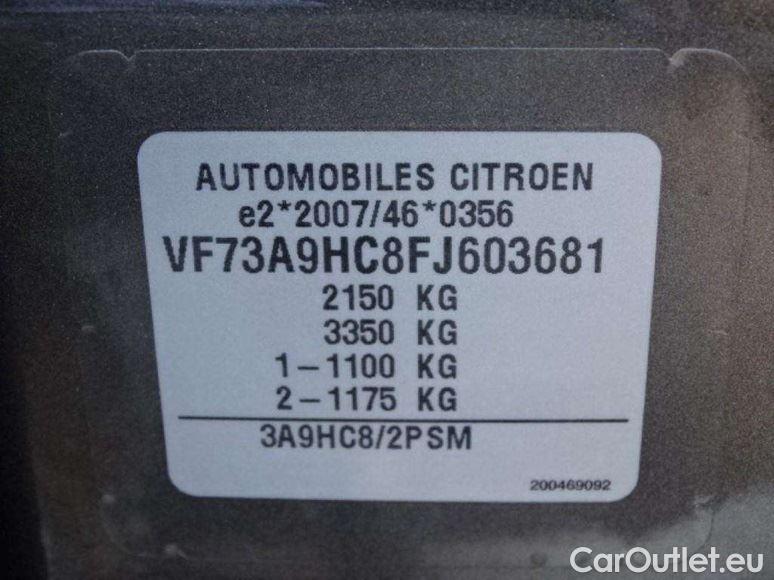 AUTOMOBILES CITROEN
e2*2007/46*0356
VF73A9HC8FJ603681
2150 KG
3350 KG
1-1100 KG
2-1175 KG
3A9HC8/2PSM
200469092
CarOutlet.eu